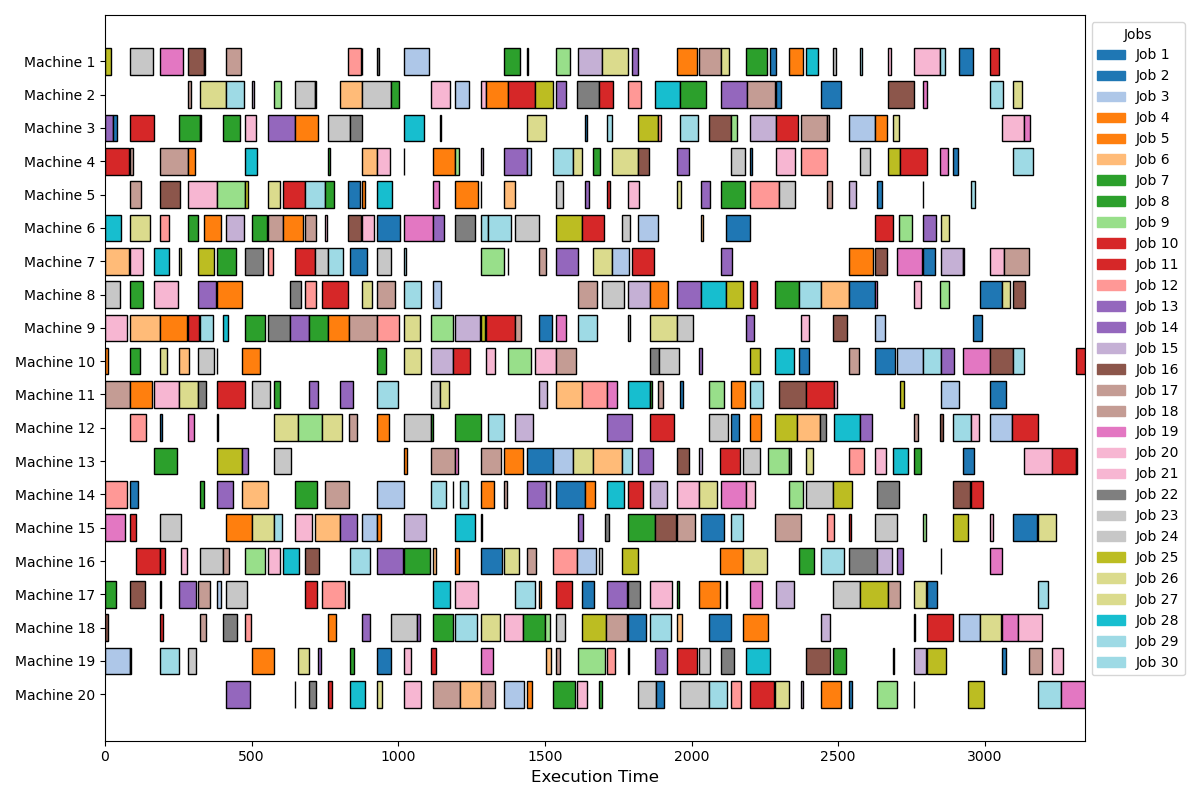 Machine 1
Machine 2
Machine 3
Machine 4
Machine 5
Machine 6
Machine 7
Machine 8
Machine 9
Machine 10
Machine 11
Machine 12
Machine 13
Machine 14
Machine 15
Machine 16
Machine 17
Machine 18
Machine 19
Machine 20
0 500 1000 1500 2000 2500 3000
Execution Time
Jobs
Job 1
Job 2
Job 3
Job 4
Job 5
Job 6
Job 7
Job 8
Job 9
Job 10
Job 11
Job 12
Job 13
Job 14
Job 15
Job 16
Job 17
Job 18
Job 19
Job 20
Job 21
Job 22
Job 23
Job 24
Job 25
Job 26
Job 27
Job 28
Job 29
Job 30